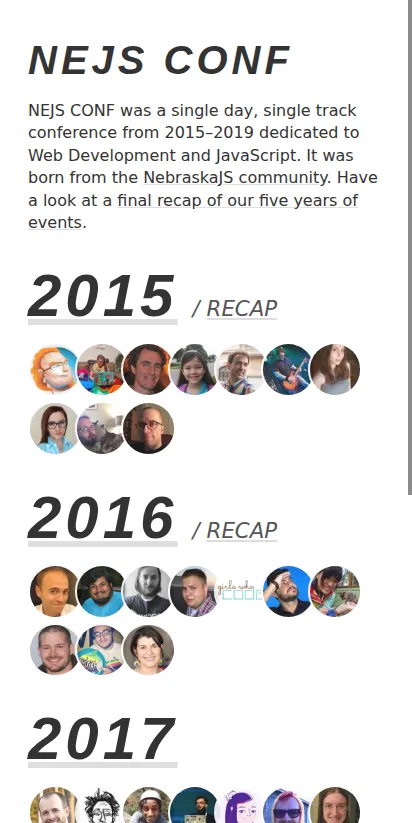 NEJS CONF
NEJS CONF was a single day, single track
conference from 2015–2019 dedicated to
Web Development and JavaScript. It was
born from the NebraskaJS community. Have
a look at a final recap of our five years of
events.
2015 / RECAP
2016 / RECAP
girls who
CODE
2017